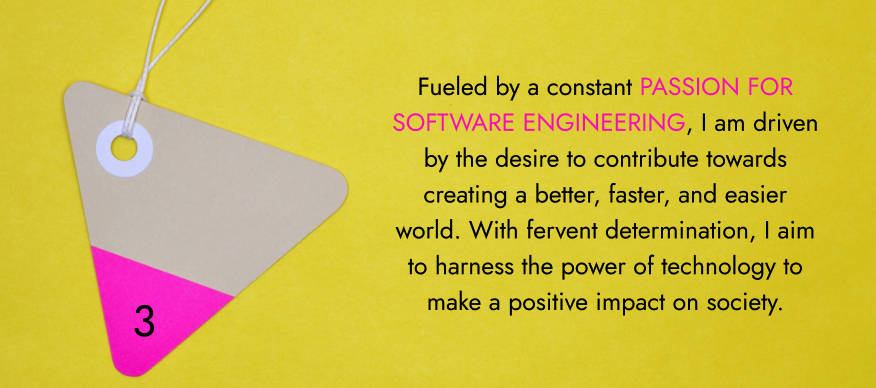 3
Fueled by a constant PASSION FOR
SOFTWARE ENGINEERING, I am driven
by the desire to contribute towards
creating a better, faster, and easier
world. With fervent determination, I aim
to harness the power of technology to
make a positive impact on society.